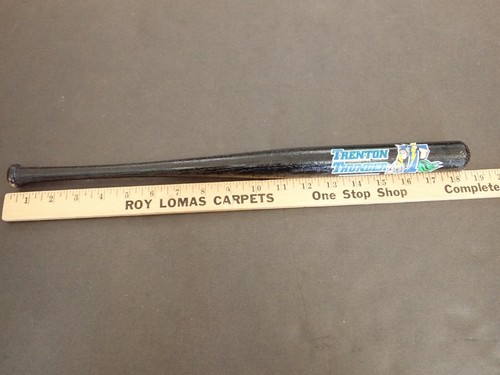 TRENTON
THUNDER
1 2 3 4 5 6 7 8 9 10 11 12 13 14 15 16 17 18 19
ROY LOMAS CARPETS One Stop Shop Complete